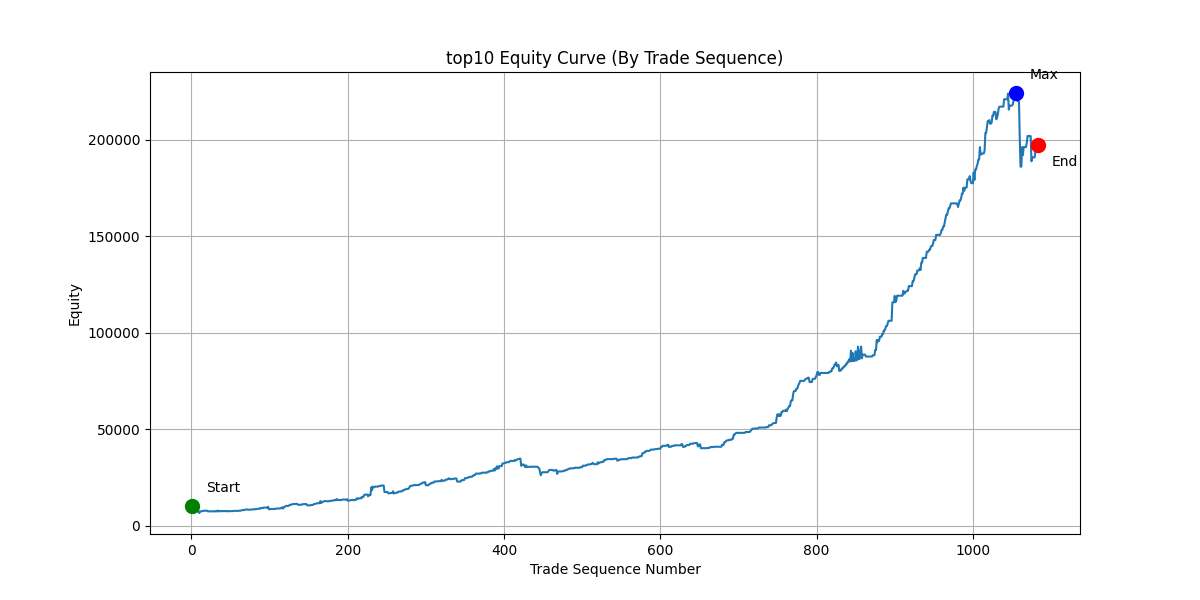 top10 Equity Curve (By Trade Sequence)
Max
200000
End
150000
Equity
100000
50000
Start
0
0 200 400 600 800 1000
Trade Sequence Number